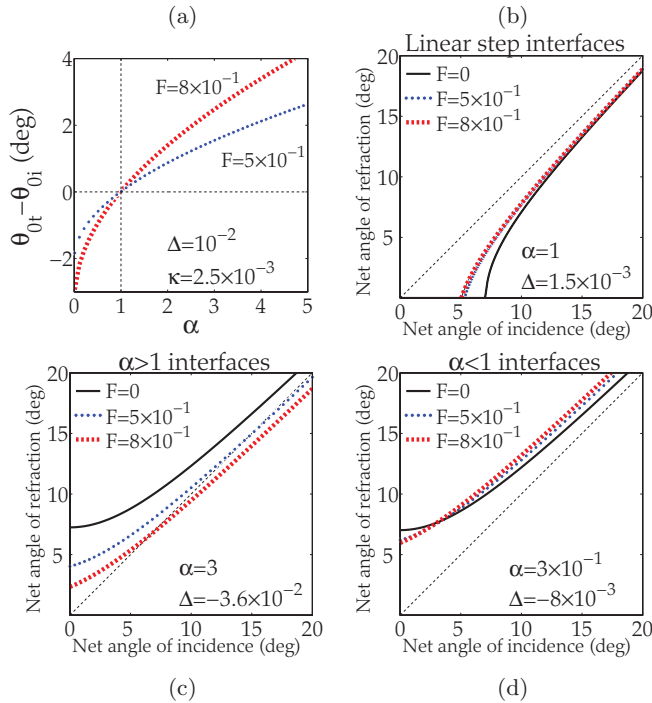 (a)
4
2
0
−2
θ0t−θ0i (deg)
F=8×10⁻¹
F=5×10⁻¹
Δ=10⁻²
κ=2.5×10⁻³
0 1 2 3 4 5
α
(b)
Linear step interfaces
20
15
10
5
Net angle of refraction (deg)
F=0
F=5×10⁻¹
F=8×10⁻¹
α=1
Δ=1.5×10⁻³
0 5 10 15 20
Net angle of incidence (deg)
α>1 interfaces
20
15
10
5
Net angle of refraction (deg)
F=0
F=5×10⁻¹
F=8×10⁻¹
α=3
Δ=−3.6×10⁻²
0 5 10 15 20
Net angle of incidence (deg)
(c)
α<1 interfaces
20
15
10
5
Net angle of refraction (deg)
F=0
F=5×10⁻¹
F=8×10⁻¹
α=3×10⁻¹
Δ=−8×10⁻³
0 5 10 15 20
Net angle of incidence (deg)
(d)